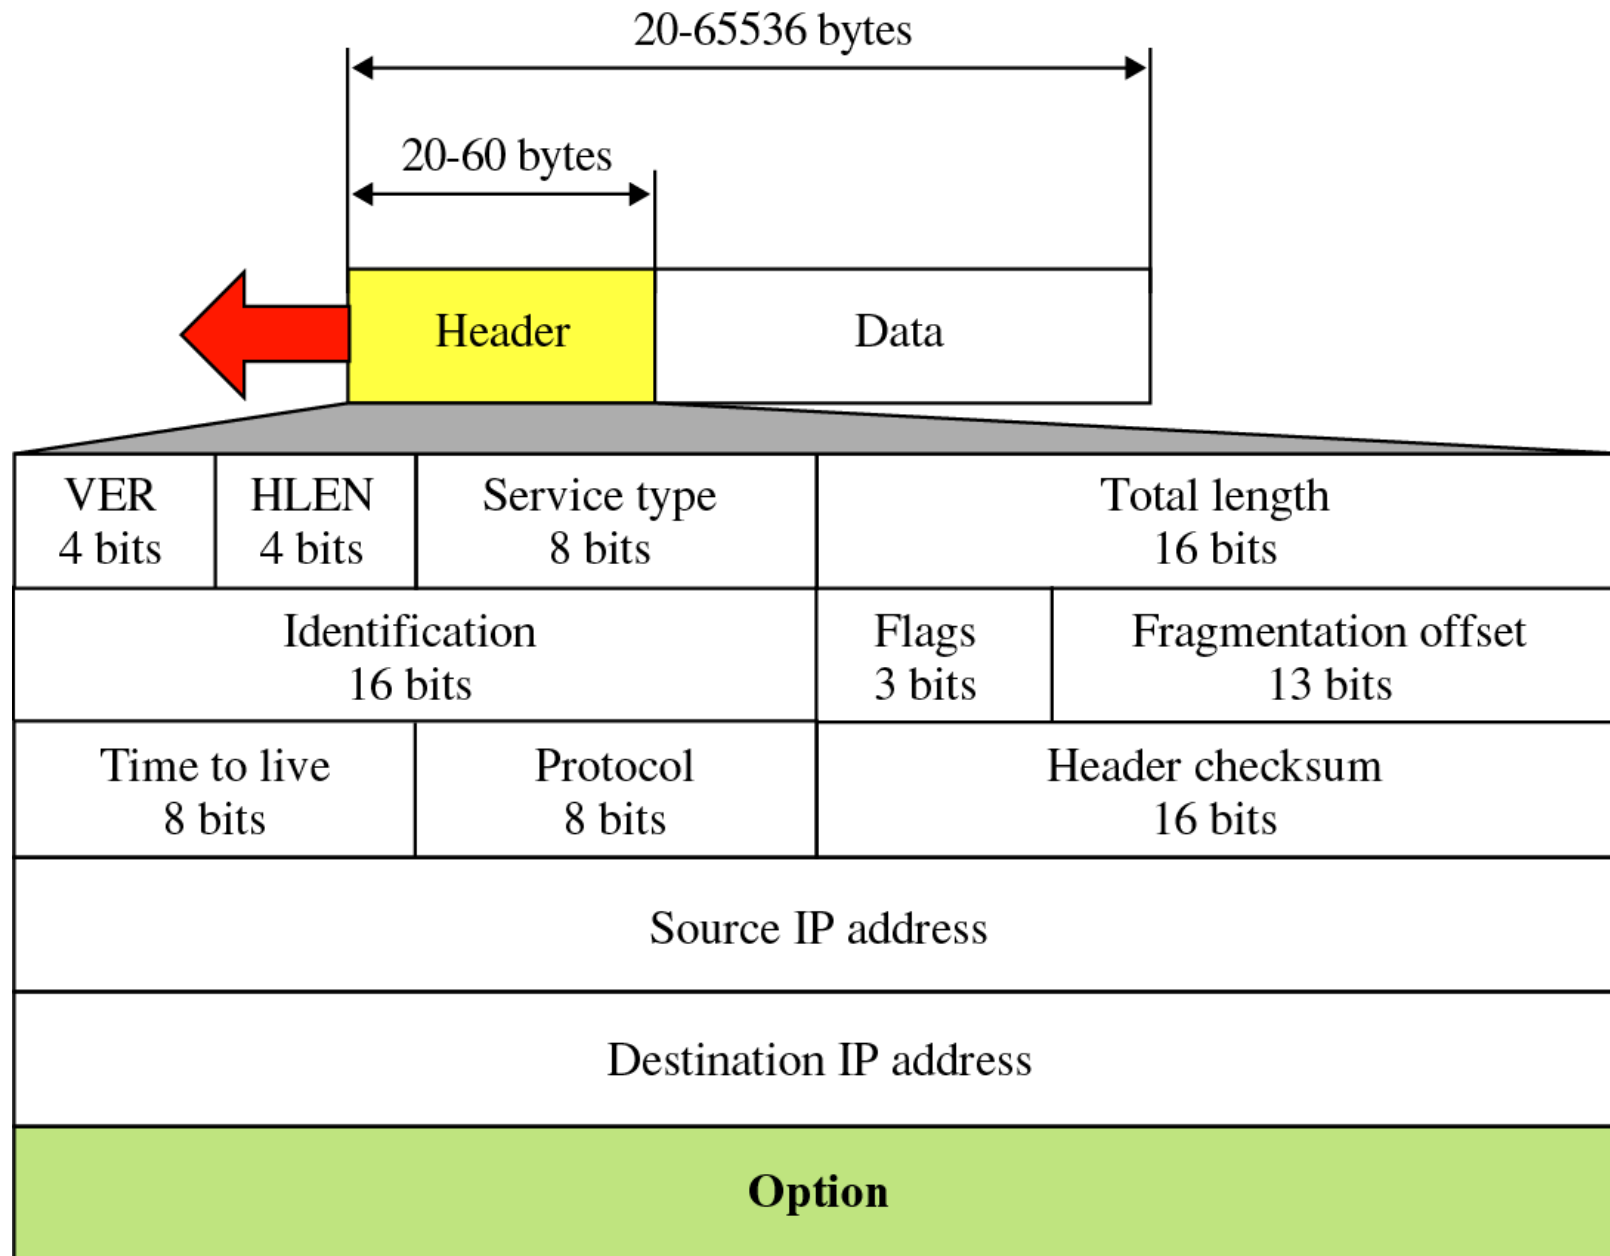 20-65536 bytes
20-60 bytes
Header
Data
VER
4 bits
HLEN
4 bits
Service type
8 bits
Total length
16 bits
Identification
16 bits
Flags
3 bits
Fragmentation offset
13 bits
Time to live
8 bits
Protocol
8 bits
Header checksum
16 bits
Source IP address
Destination IP address
Option